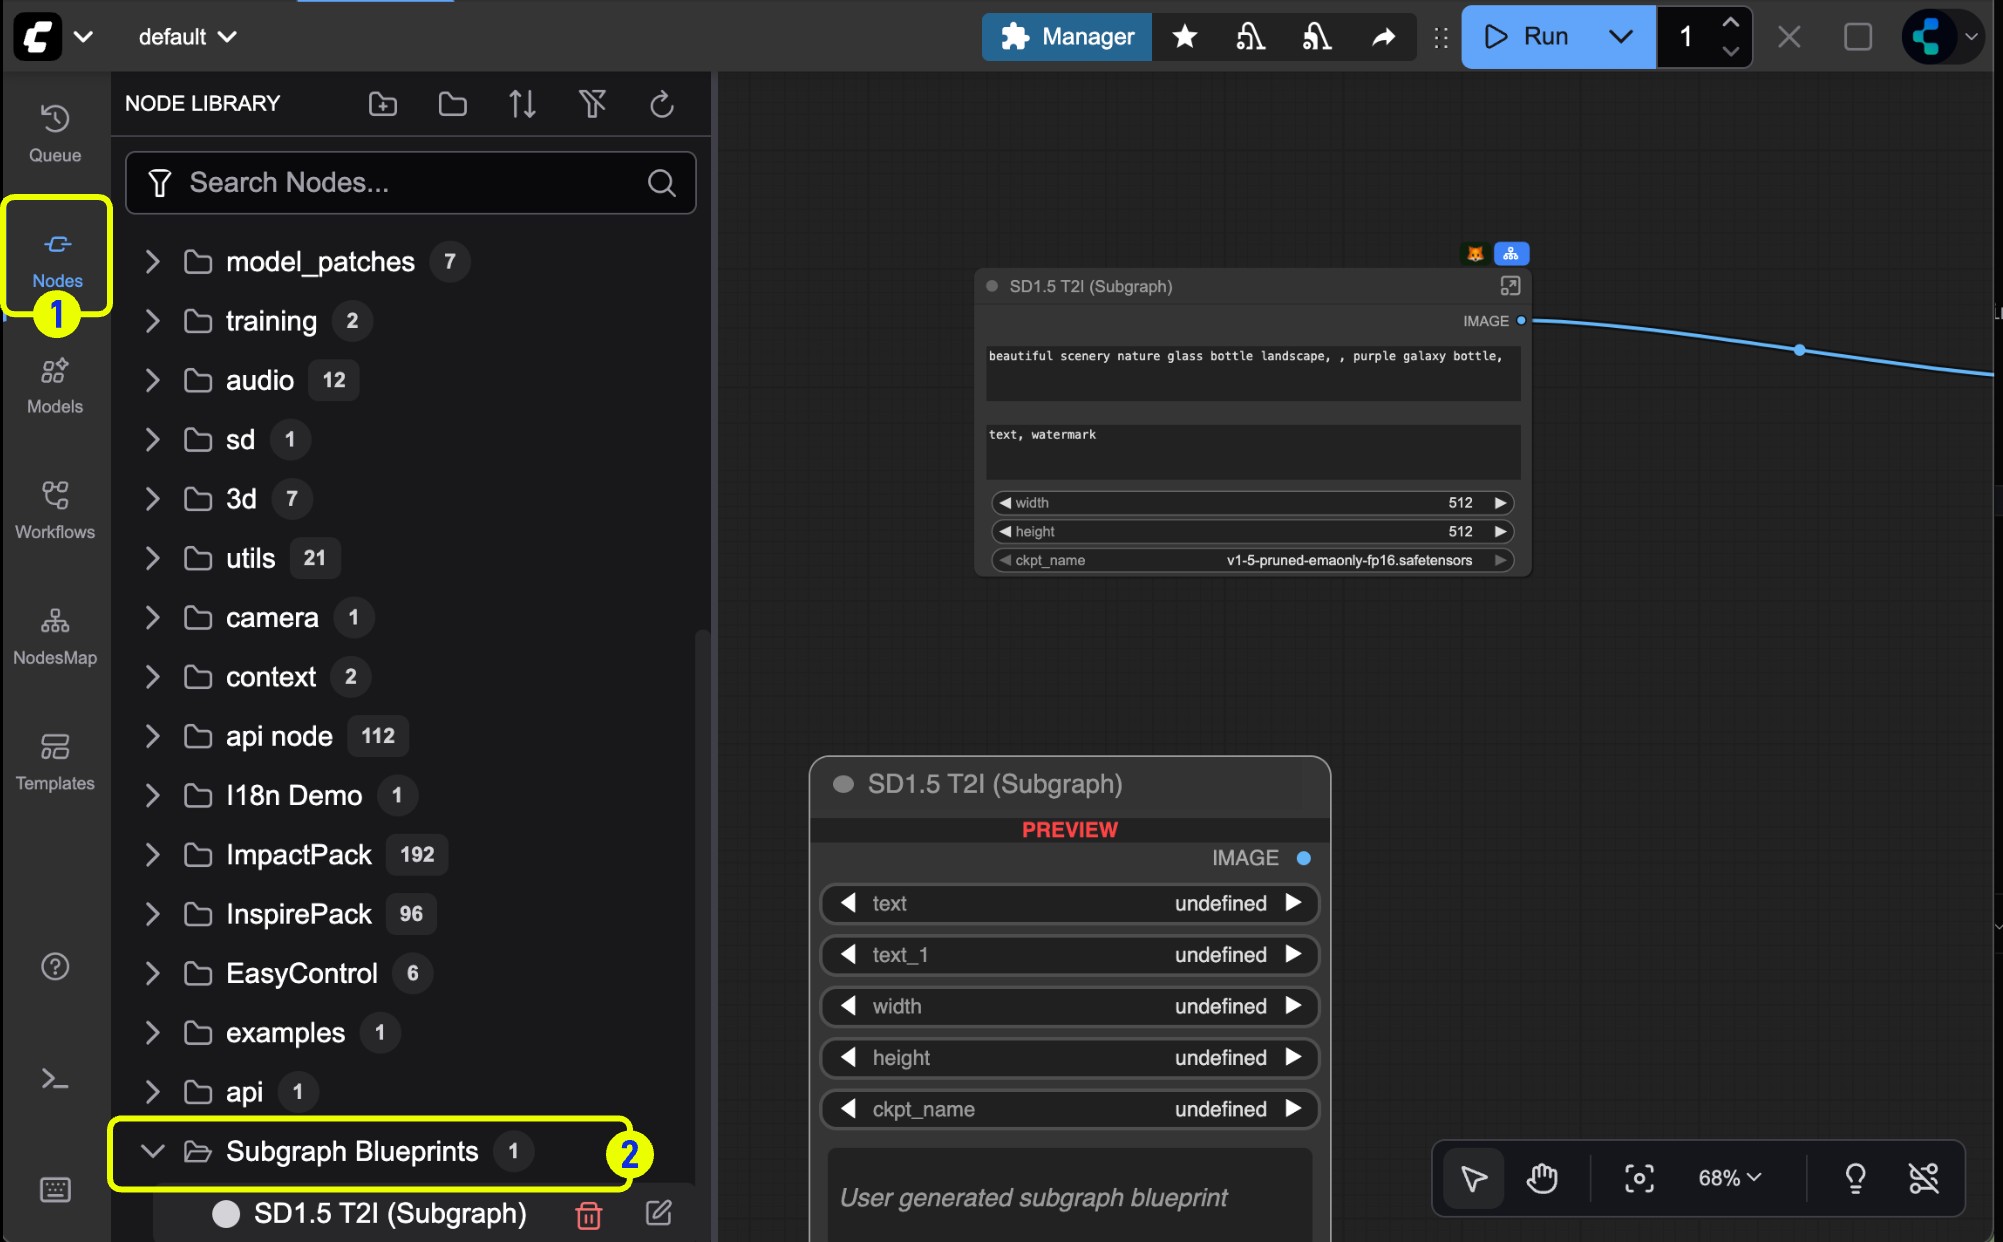 default
Manager
Run
1
NODE LIBRARY
Queue
Search Nodes...
Nodes
1
Models
Workflows
NodesMap
Templates
model_patches 7
training 2
audio 12
sd 1
3d 7
utils 21
camera 1
context 2
api node 112
I18n Demo 1
ImpactPack 192
InspirePack 96
EasyControl 6
examples 1
api 1
Subgraph Blueprints 1
2
SD1.5 T2I (Subgraph)
SD1.5 T2I (Subgraph)
IMAGE
beautiful scenery nature glass bottle landscape, , purple galaxy bottle,
text, watermark
width 512
height 512
ckpt_name v1-5-pruned-emaonly-fp16.safetensors
SD1.5 T2I (Subgraph)
PREVIEW
IMAGE
text undefined
text_1 undefined
width undefined
height undefined
ckpt_name undefined
User generated subgraph blueprint
68%